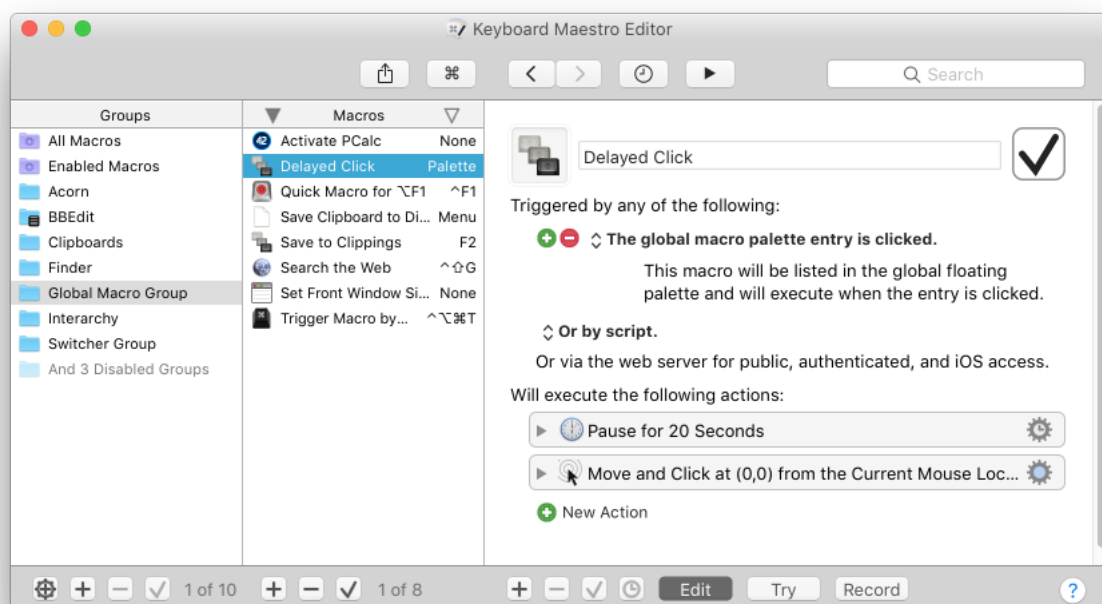 Keyboard Maestro Editor
⌘
Search
Groups
All Macros
Enabled Macros
Acorn
BBEdit
Clipboards
Finder
Global Macro Group
Interarchy
Switcher Group
And 3 Disabled Groups
1 of 10
Macros
Activate PCalc None
Delayed Click Palette
Quick Macro for ⌥F1 ^F1
Save Clipboard to Di... Menu
Save to Clippings F2
Search the Web ^⇧G
Set Front Window Si... None
Trigger Macro by... ^⌥⌘T
1 of 8
Delayed Click
Triggered by any of the following:
The global macro palette entry is clicked.
This macro will be listed in the global floating
palette and will execute when the entry is clicked.
Or by script.
Or via the web server for public, authenticated, and iOS access.
Will execute the following actions:
Pause for 20 Seconds
Move and Click at (0,0) from the Current Mouse Loc...
New Action
Edit Try Record ?